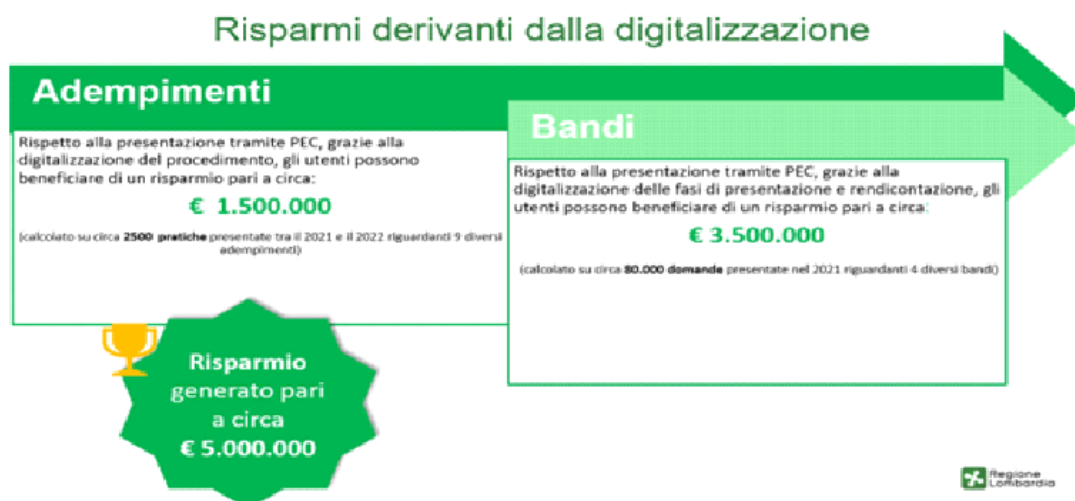 Risparmi derivanti dalla digitalizzazione
Adempimenti
Rispetto alla presentazione tramite PEC, grazie alla
digitalizzazione del procedimento, gli utenti possono
beneficiare di un risparmio pari a circa:
€ 1.500.000
(calcolato su circa 2500 pratiche presentate tra il 2021 e il 2022 riguardanti 9 diversi
adempimenti)
Bandi
Rispetto alla presentazione tramite PEC, grazie alla
digitalizzazione delle fasi di presentazione e rendicontazione, gli
utenti possono beneficiare di un risparmio pari a circa:
€ 3.500.000
(calcolato su circa 80.000 domande presentate nel 2021 riguardanti 4 diversi bandi)
Risparmio
generato pari
a circa
€ 5.000.000
Regione
Lombardia